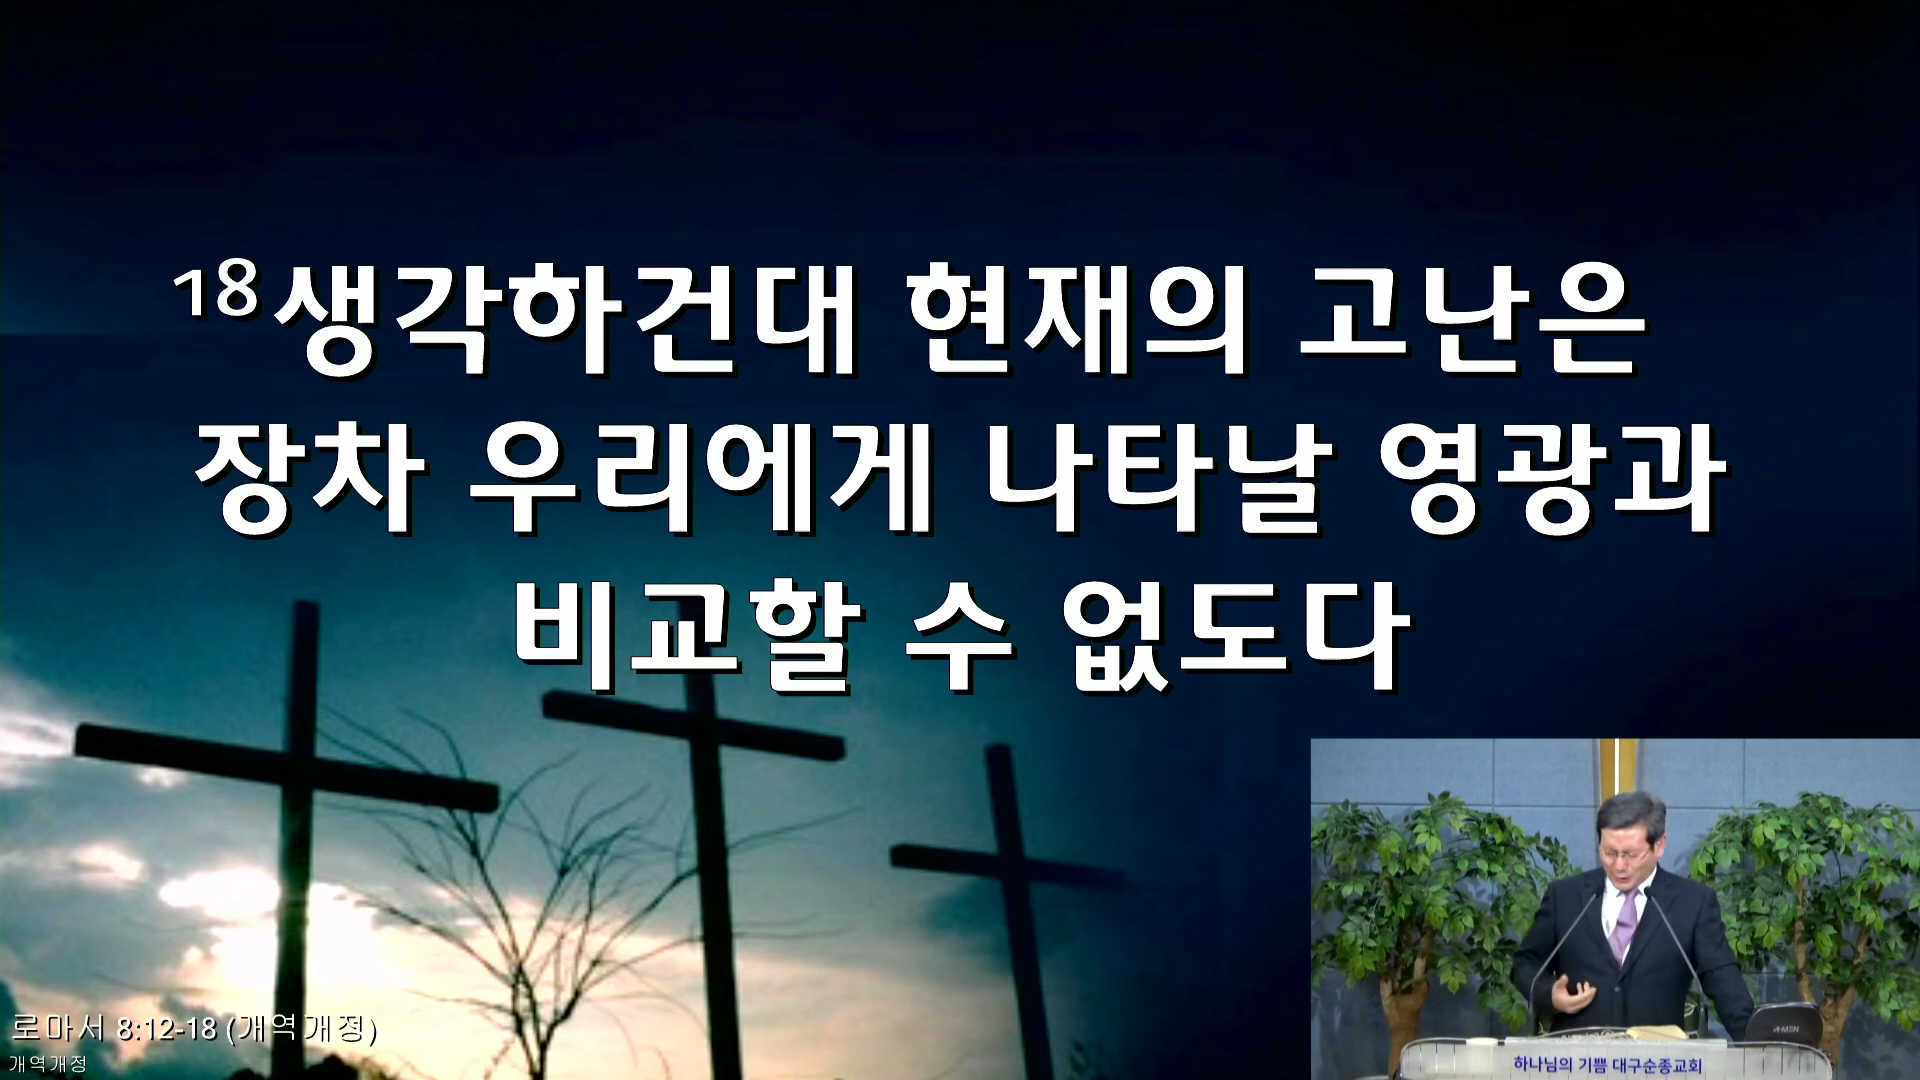 18생각하건대 현재의 고난은
장차 우리에게 나타날 영광과
비교할 수 없도다
로마서 8:12-18 (개역개정)
개역개정
A-MEN
하나님의 기쁨 대구순종교회